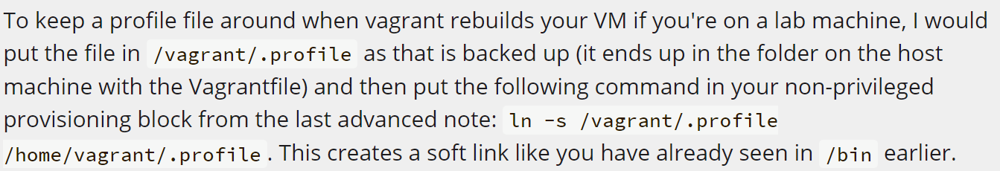 To keep a profile file around when vagrant rebuilds your VM if you're on a lab machine, I would
put the file in /vagrant/.profile as that is backed up (it ends up in the folder on the host
machine with the Vagrantfile) and then put the following command in your non-privileged
provisioning block from the last advanced note: ln -s /vagrant/.profile
/home/vagrant/.profile. This creates a soft link like you have already seen in /bin earlier.